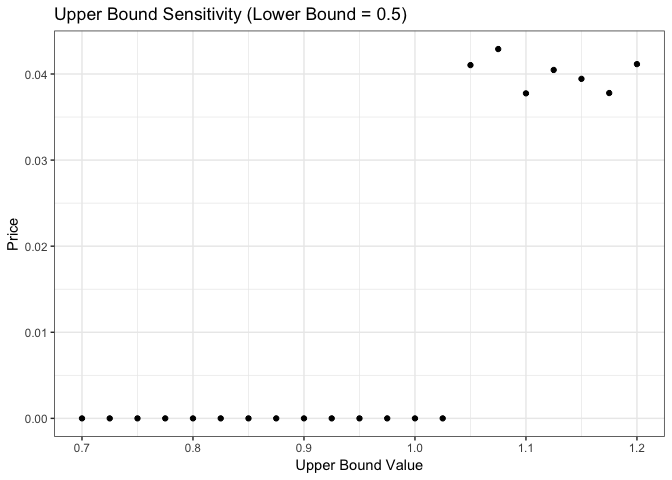 Upper Bound Sensitivity (Lower Bound = 0.5)
Price
0.04
0.03
0.02
0.01
0.00
0.7 0.8 0.9 1.0 1.1 1.2
Upper Bound Value